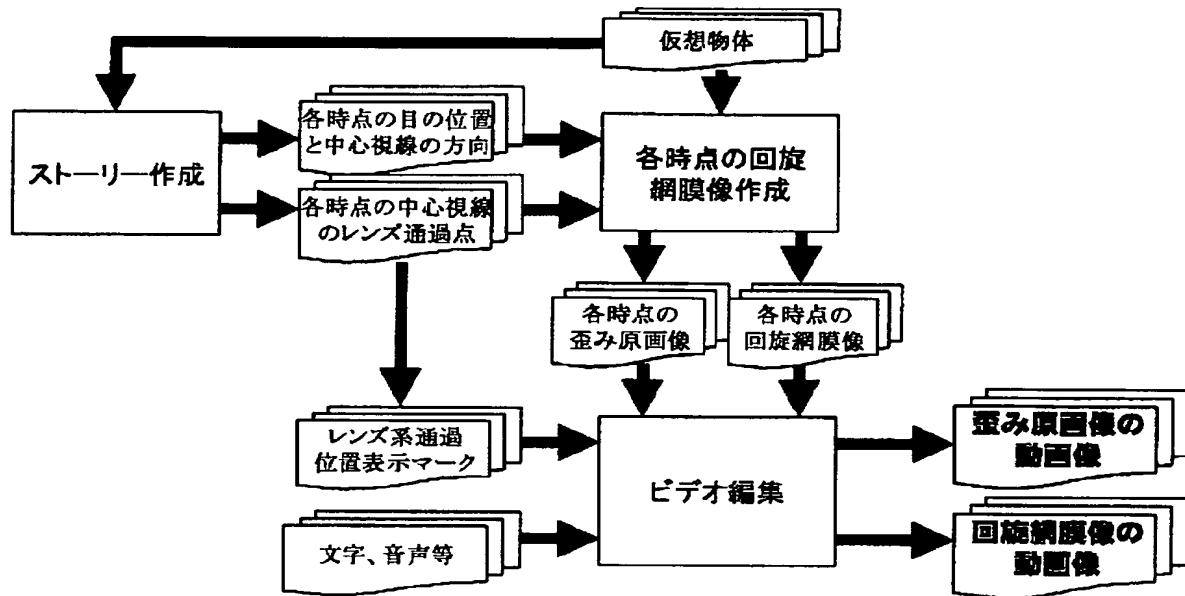 仮想物体
各時点の目の位置
と中心視線の方向
ストーリー作成
各時点の回旋
網膜像作成
各時点の中心視線
のレンズ通過点
各時点の
歪み原画像
各時点の
回旋網膜像
レンズ系通過
位置表示マーク
歪み原画像の
動画像
ビデオ編集
文字、音声等
回旋網膜像の
動画像